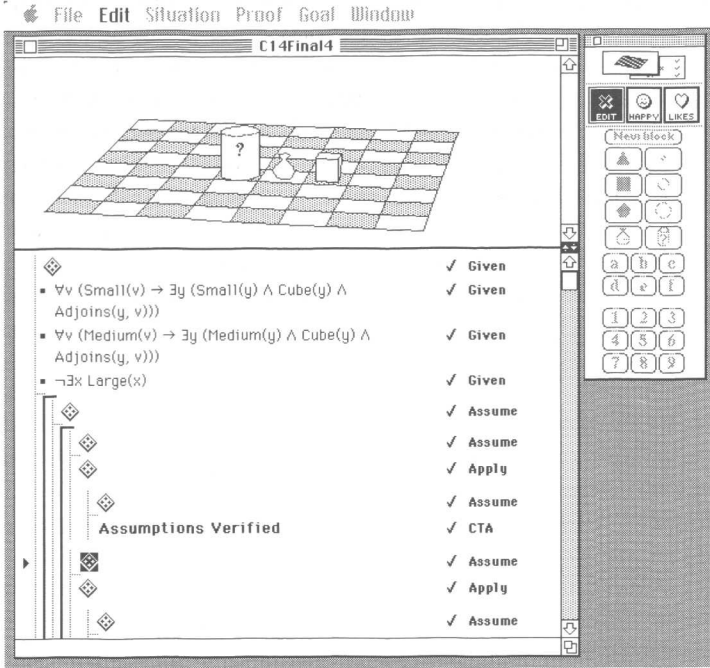 File Edit Situation Proof Goal Window
C14Final4
?
EDIT HAPPY LIKES
New block
a b c
d e f
1 2 3
4 5 6
7 8 9
✓ Given
▪ ∀v (Small(v) → ∃y (Small(y) ∧ Cube(y) ∧ ✓ Given
Adjoins(y, v)))
▪ ∀v (Medium(v) → ∃y (Medium(y) ∧ Cube(y) ∧ ✓ Given
Adjoins(y, v)))
▪ ¬∃x Large(x) ✓ Given
✓ Assume
✓ Assume
✓ Apply
✓ Assume
Assumptions Verified ✓ CTA
✓ Assume
✓ Apply
✓ Assume